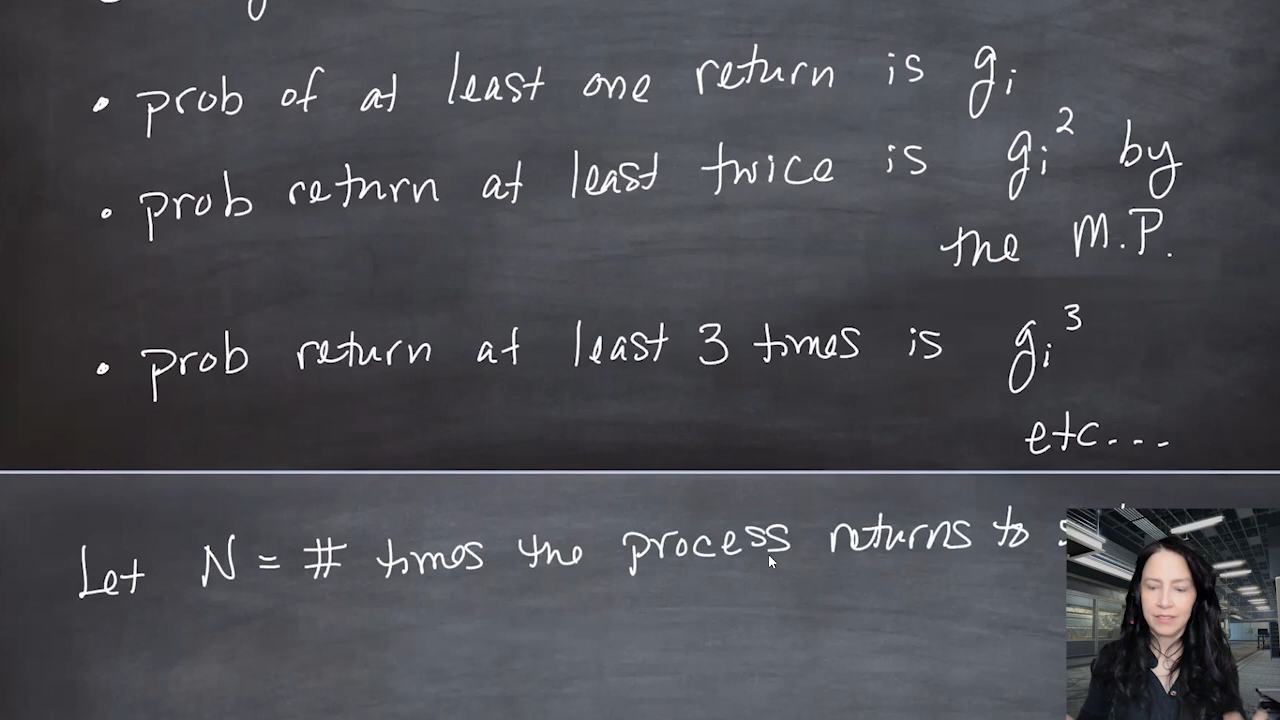 • prob of at least one return is gᵢ
• prob return at least twice is gᵢ² by
the M.P.
• prob return at least 3 times is gᵢ³
etc...
Let N = # times the process returns to